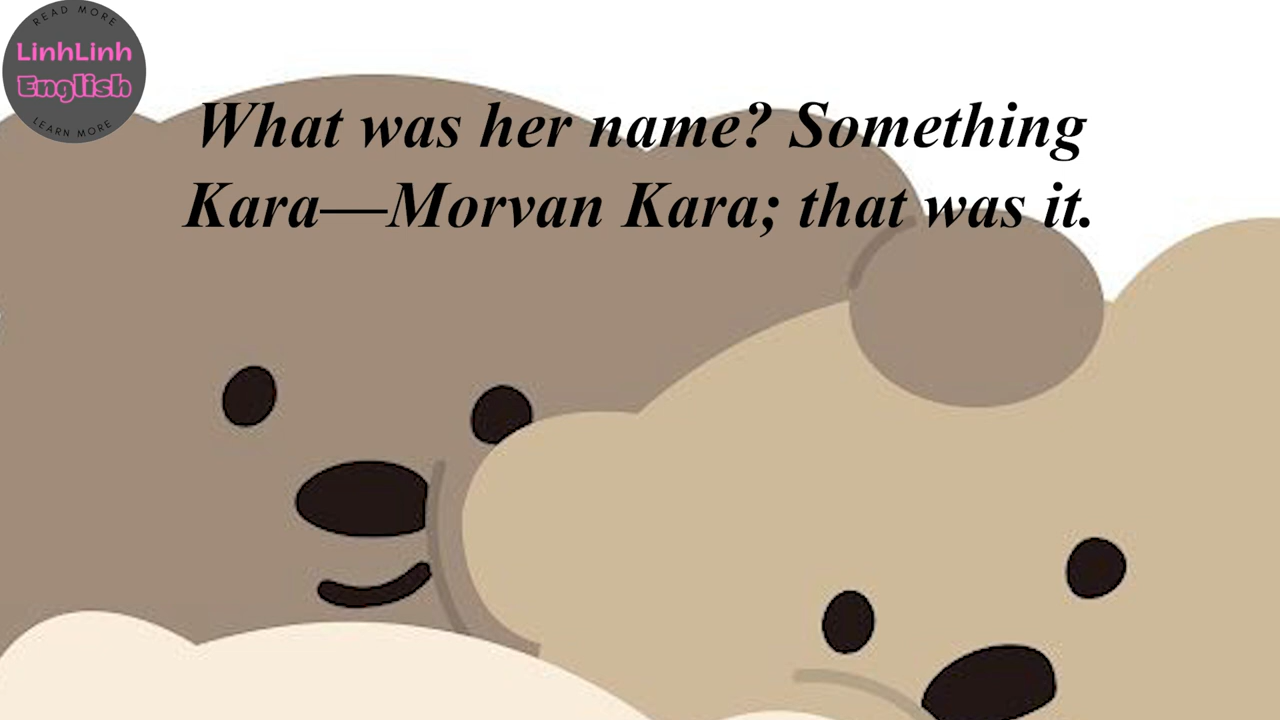 READ MORE
LinhLinh
English
LEARN MORE
What was her name? Something
Kara—Morvan Kara; that was it.